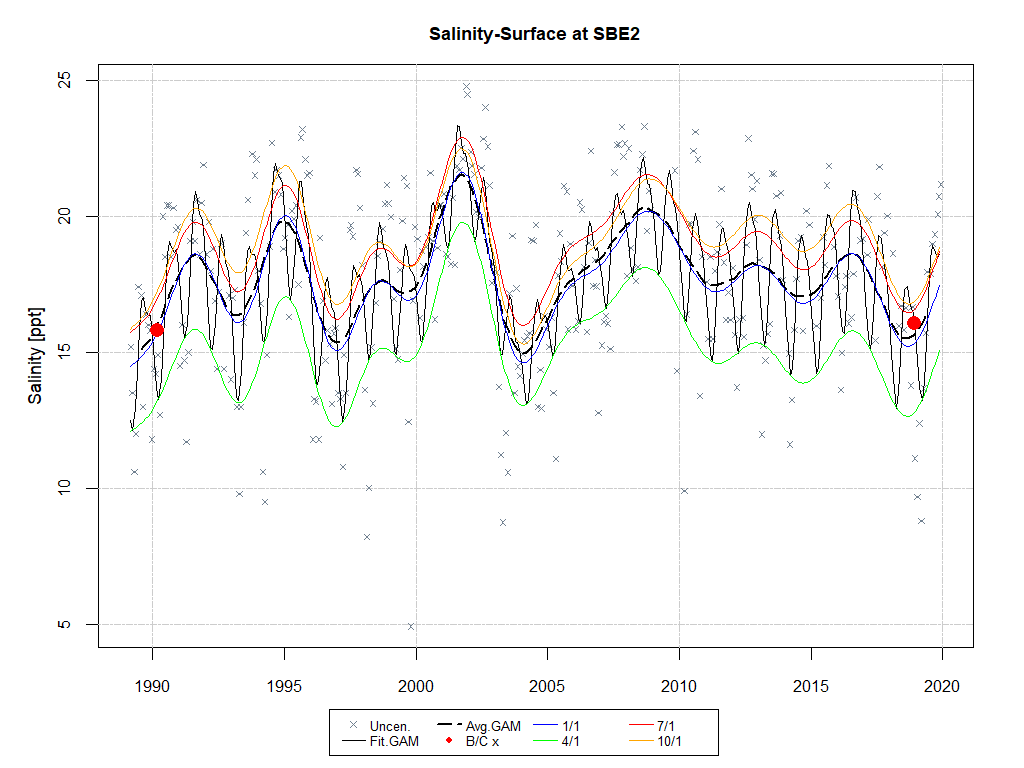 Salinity-Surface at SBE2
25
20
15
10
5
Salinity [ppt]
1990 1995 2000 2005 2010 2015 2020
Uncen. Avg.GAM 1/1 7/1
Fit.GAM B/C x 4/1 10/1